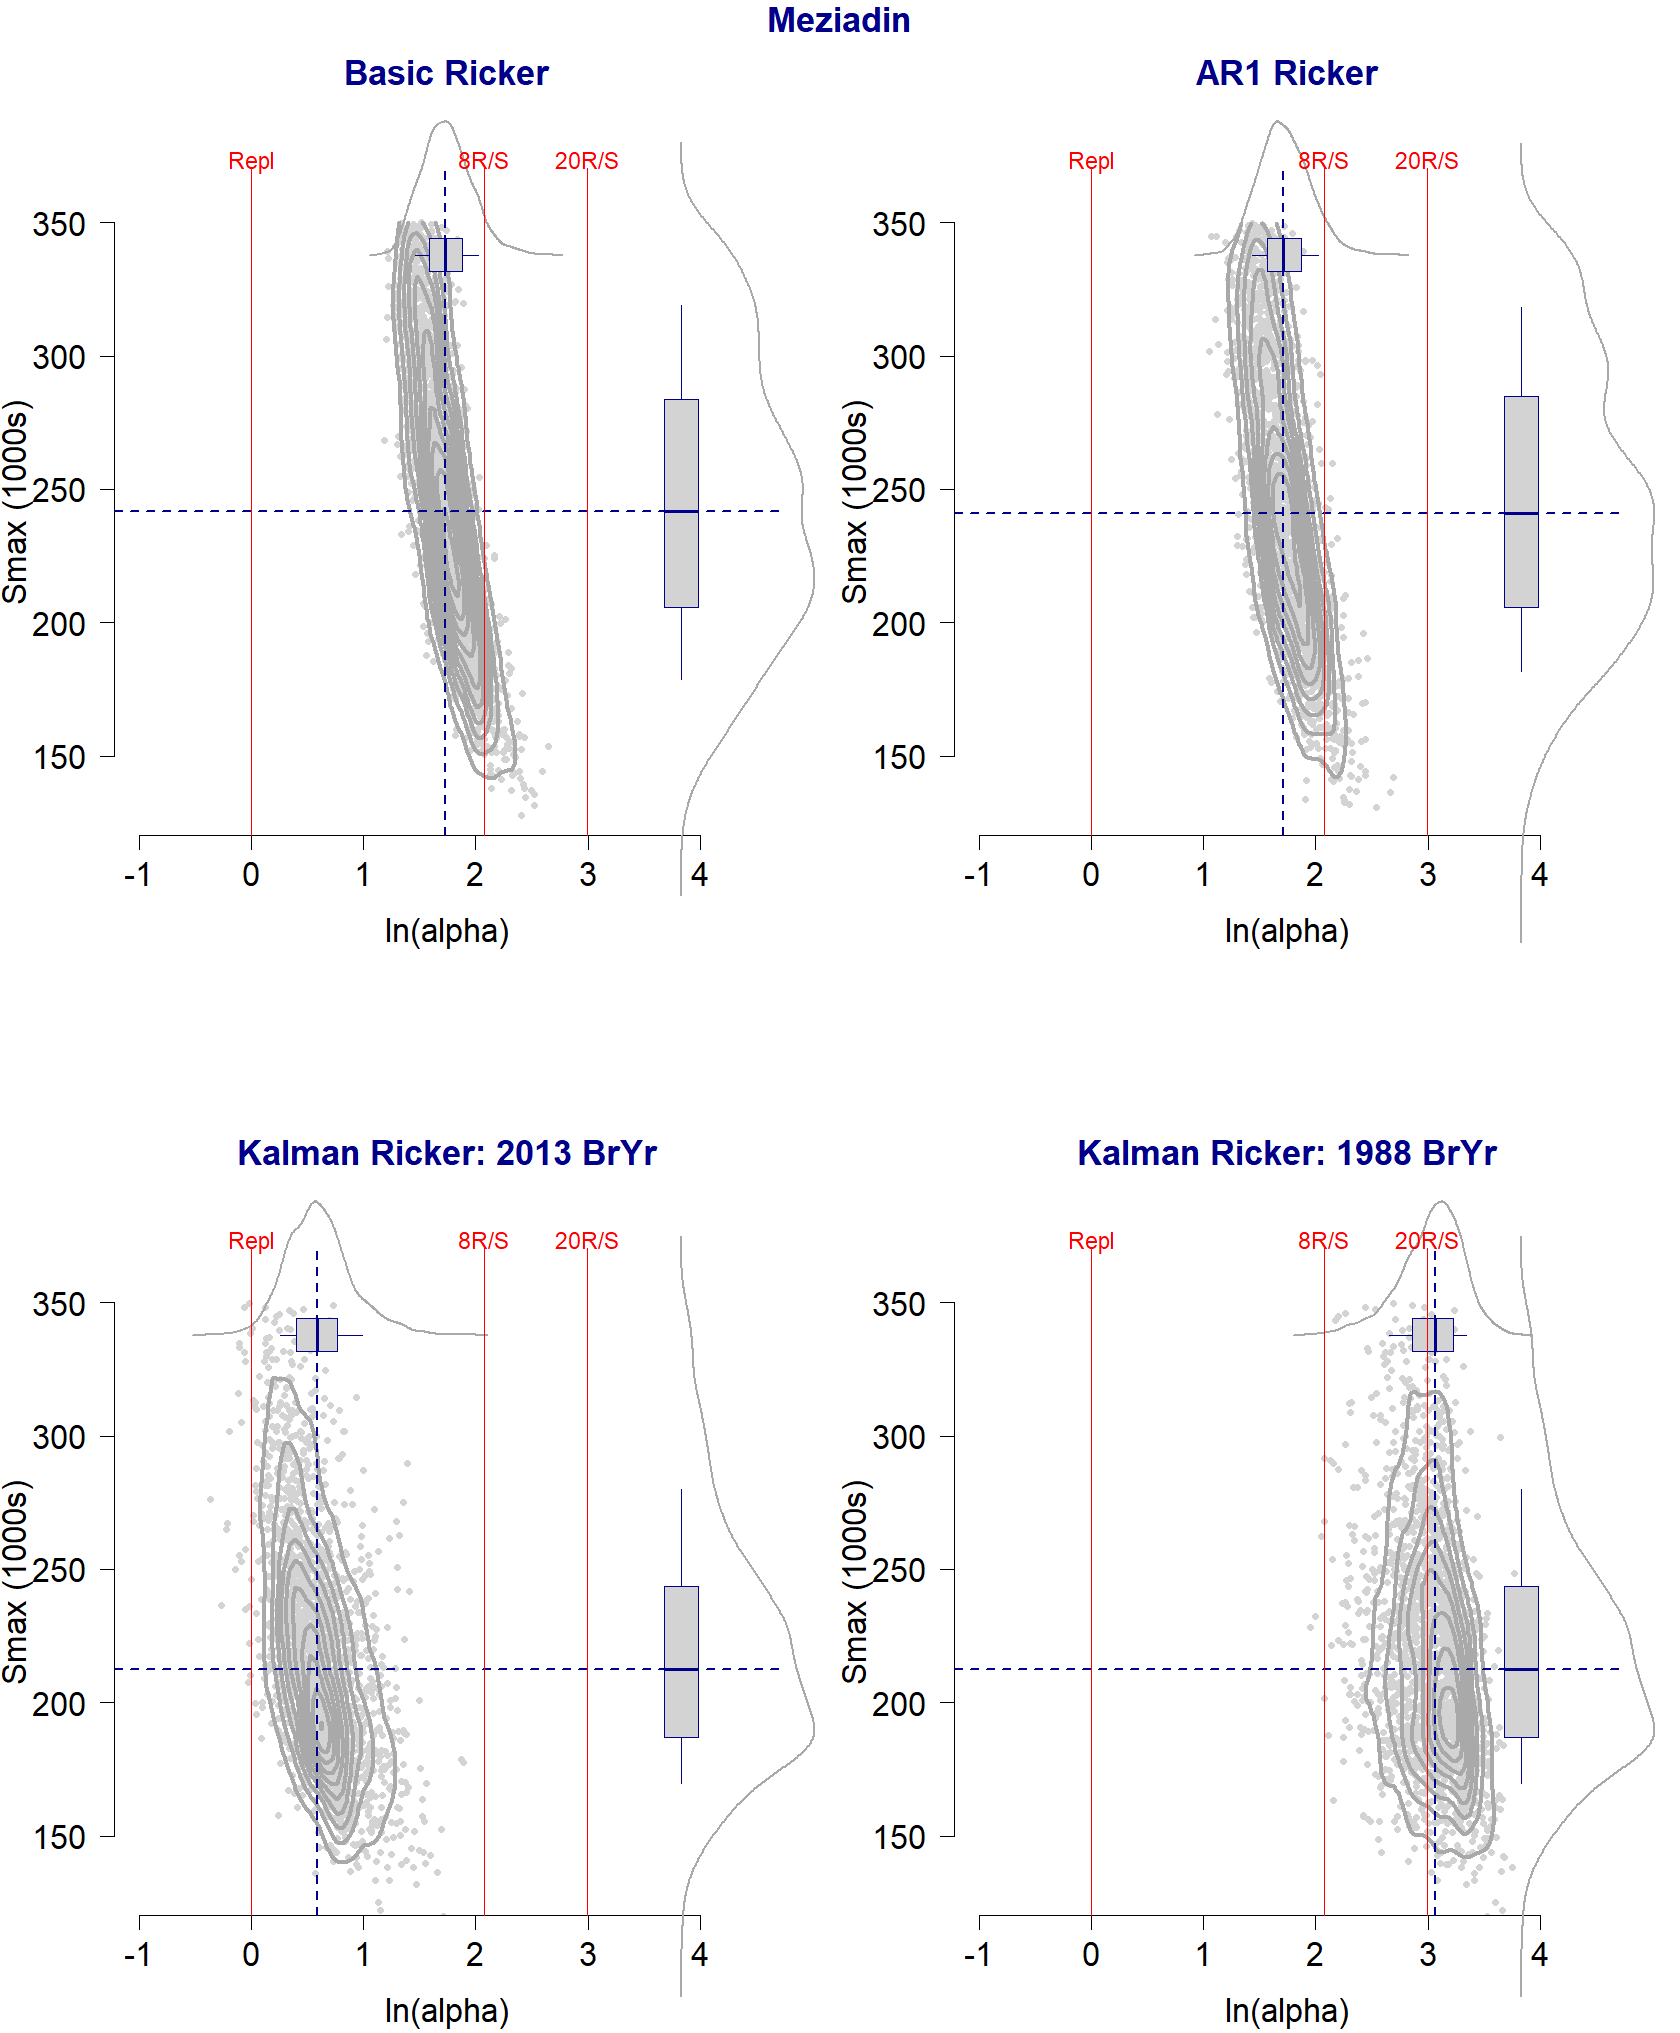 Meziadin
Basic Ricker
Repl 8R/S 20R/S
350
300
250
200
150
Smax (1000s)
-1 0 1 2 3 4
ln(alpha)
AR1 Ricker
Repl 8R/S 20R/S
350
300
250
200
150
Smax (1000s)
-1 0 1 2 3 4
ln(alpha)
Kalman Ricker: 2013 BrYr
Repl 8R/S 20R/S
350
300
250
200
150
Smax (1000s)
-1 0 1 2 3 4
ln(alpha)
Kalman Ricker: 1988 BrYr
Repl 8R/S 20R/S
350
300
250
200
150
Smax (1000s)
-1 0 1 2 3 4
ln(alpha)